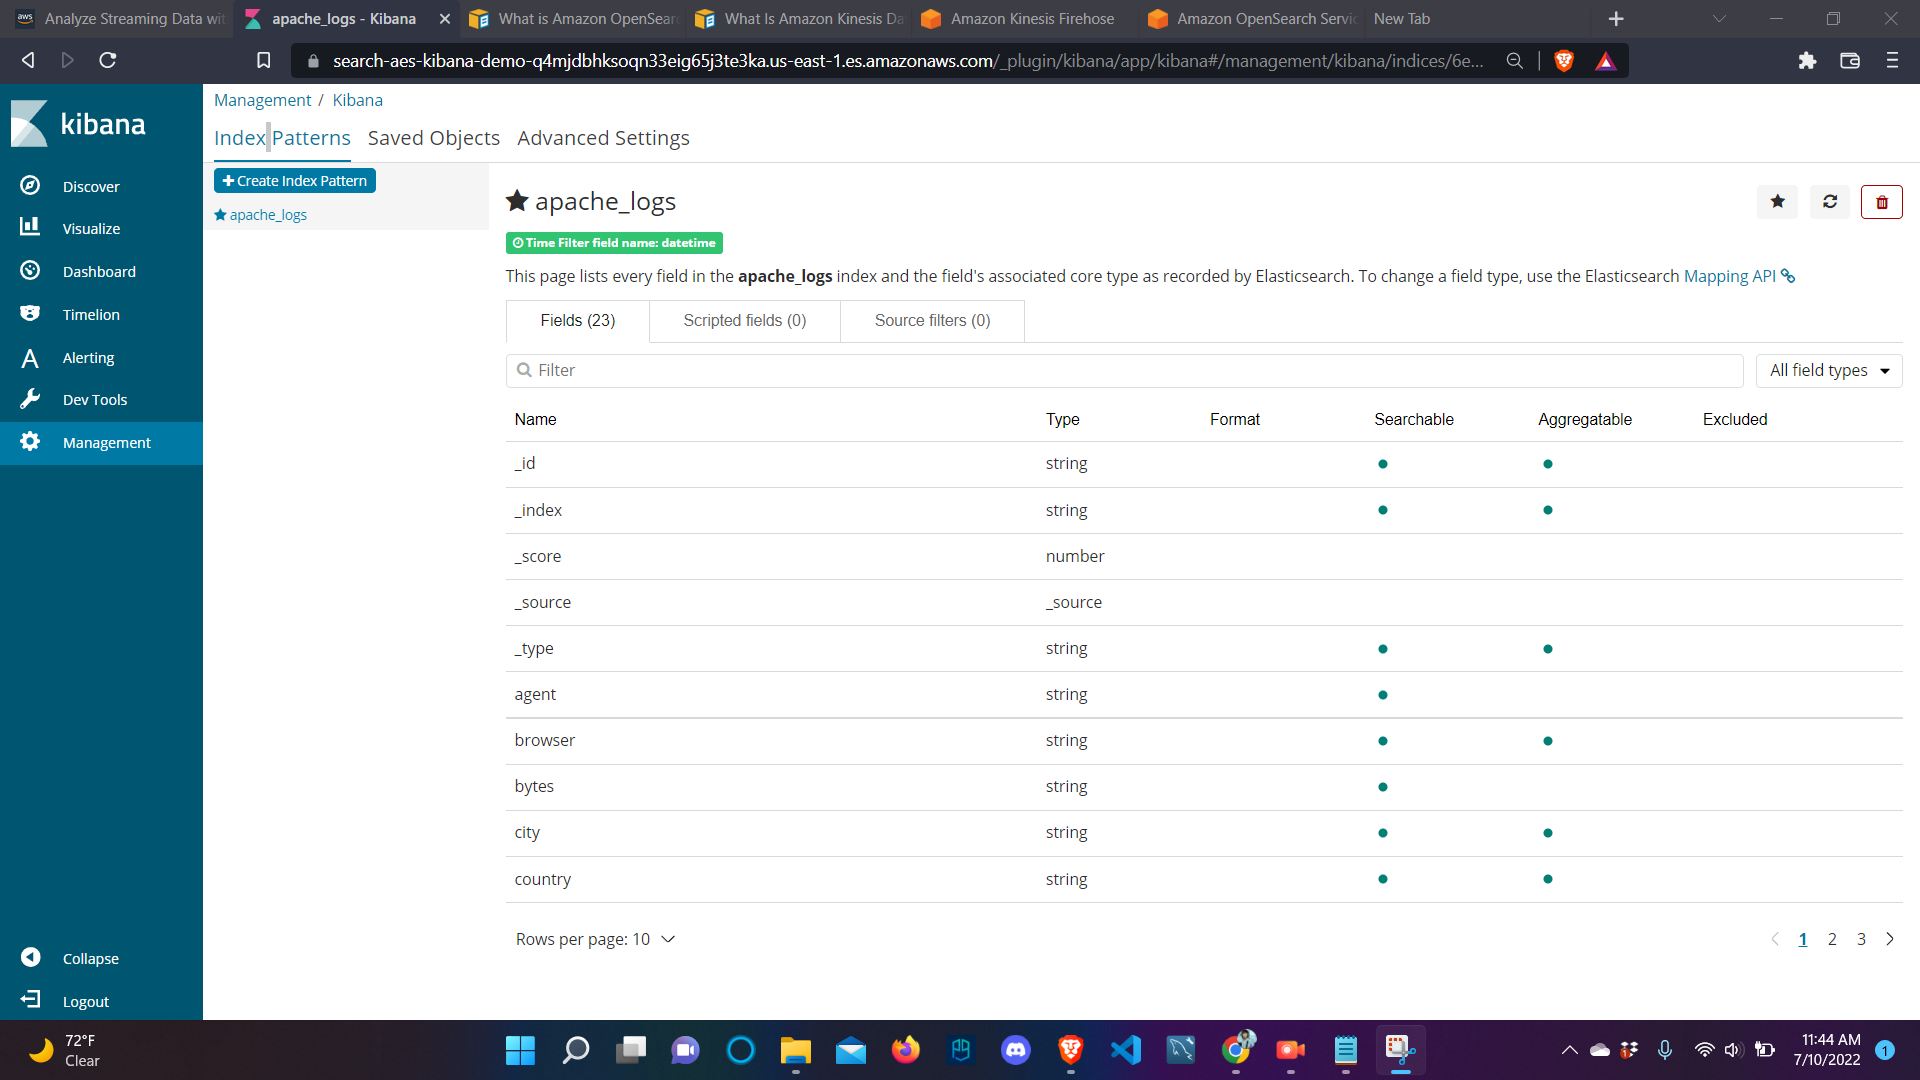 Analyze Streaming Data wit
apache_logs - Kibana
What is Amazon OpenSear
What Is Amazon Kinesis Da
Amazon Kinesis Firehose
Amazon OpenSearch Servic
New Tab
search-aes-kibana-demo-q4mjdbhksoqn33eig65j3te3ka.us-east-1.es.amazonaws.com/_plugin/kibana/app/kibana#/management/kibana/indices/6e...
kibana
Discover
Visualize
Dashboard
Timelion
Alerting
Dev Tools
Management
Collapse
Logout
Management / Kibana
Index Patterns Saved Objects Advanced Settings
Create Index Pattern
apache_logs
apache_logs
Time Filter field name: datetime
This page lists every field in the apache_logs index and the field's associated core type as recorded by Elasticsearch. To change a field type, use the Elasticsearch Mapping API
Fields (23) Scripted fields (0) Source filters (0)
Filter All field types
Name Type Format Searchable Aggregatable Excluded
_id string
_index string
_score number
_source _source
_type string
agent string
browser string
bytes string
city string
country string
Rows per page: 10 1 2 3
72°F
Clear
11:44 AM
7/10/2022
1